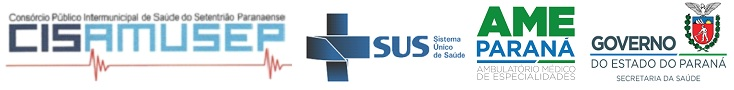 Consórcio Público Intermunicipal de Saúde do Setentrião Paranaense
CISAMUSEP
SUS
Sistema
Único
de Saúde
AME
PARANÁ
AMBULATÓRIO MÉDICO
DE ESPECIALIDADES
GOVERNO
DO ESTADO DO PARANÁ
SECRETARIA DA SAÚDE